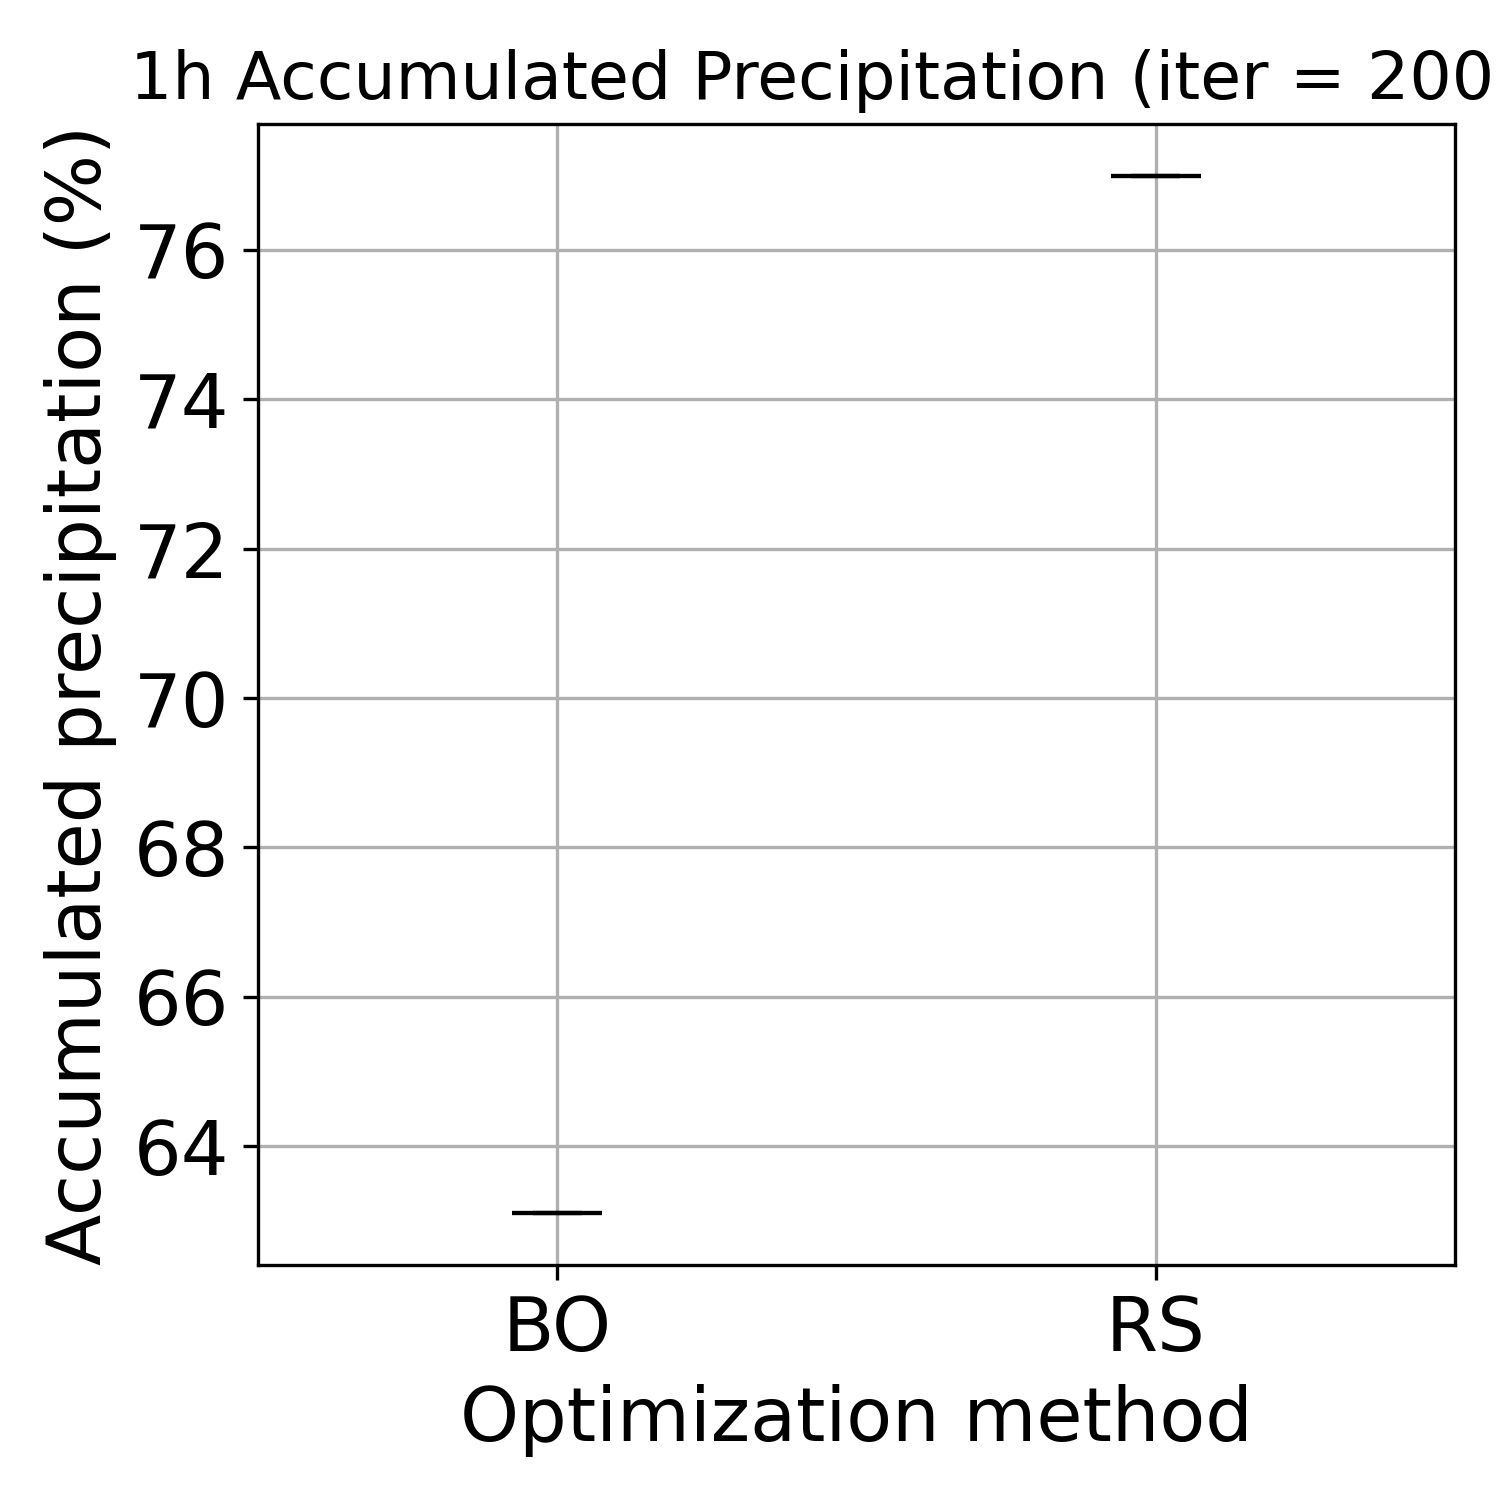 1h Accumulated Precipitation (iter = 200
Accumulated precipitation (%)
76
74
72
70
68
66
64
BO
RS
Optimization method